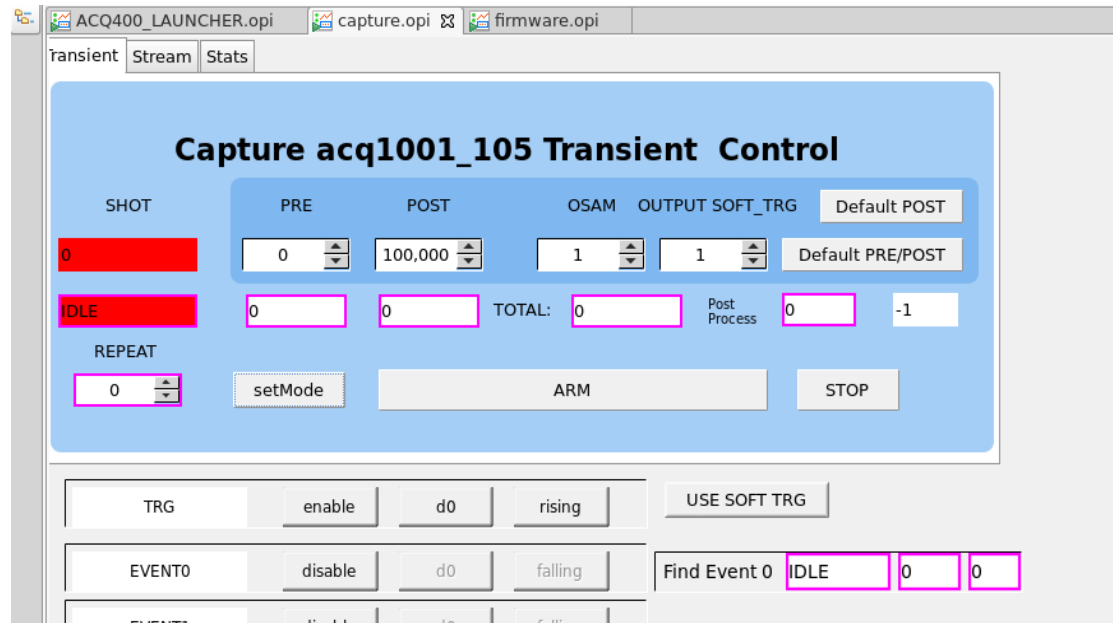 ACQ400_LAUNCHER.opi capture.opi firmware.opi
Transient Stream Stats
Capture acq1001_105 Transient Control
SHOT PRE POST OSAM OUTPUT SOFT_TRG Default POST
0 0 100,000 1 1 Default PRE/POST
IDLE 0 0 TOTAL: 0 Post Process 0 -1
REPEAT
0 setMode ARM STOP
TRG enable d0 rising USE SOFT TRG
EVENT0 disable d0 falling Find Event 0 IDLE 0 0